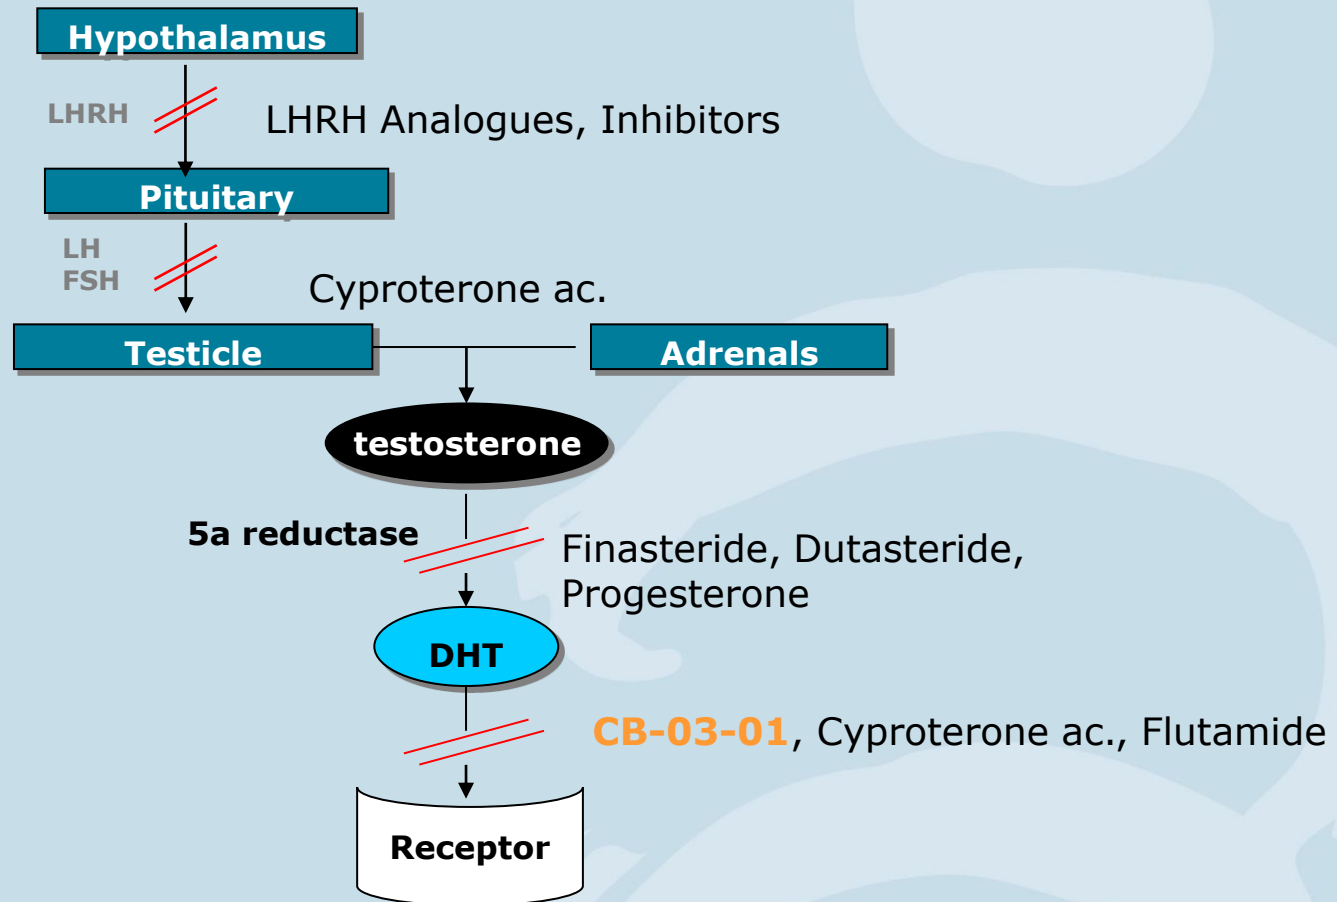 Hypothalamus
LHRH
LHRH Analogues, Inhibitors
Pituitary
LH
FSH
Cyproterone ac.
Testicle
Adrenals
testosterone
5a reductase
Finasteride, Dutasteride,
Progesterone
DHT
CB-03-01, Cyproterone ac., Flutamide
Receptor